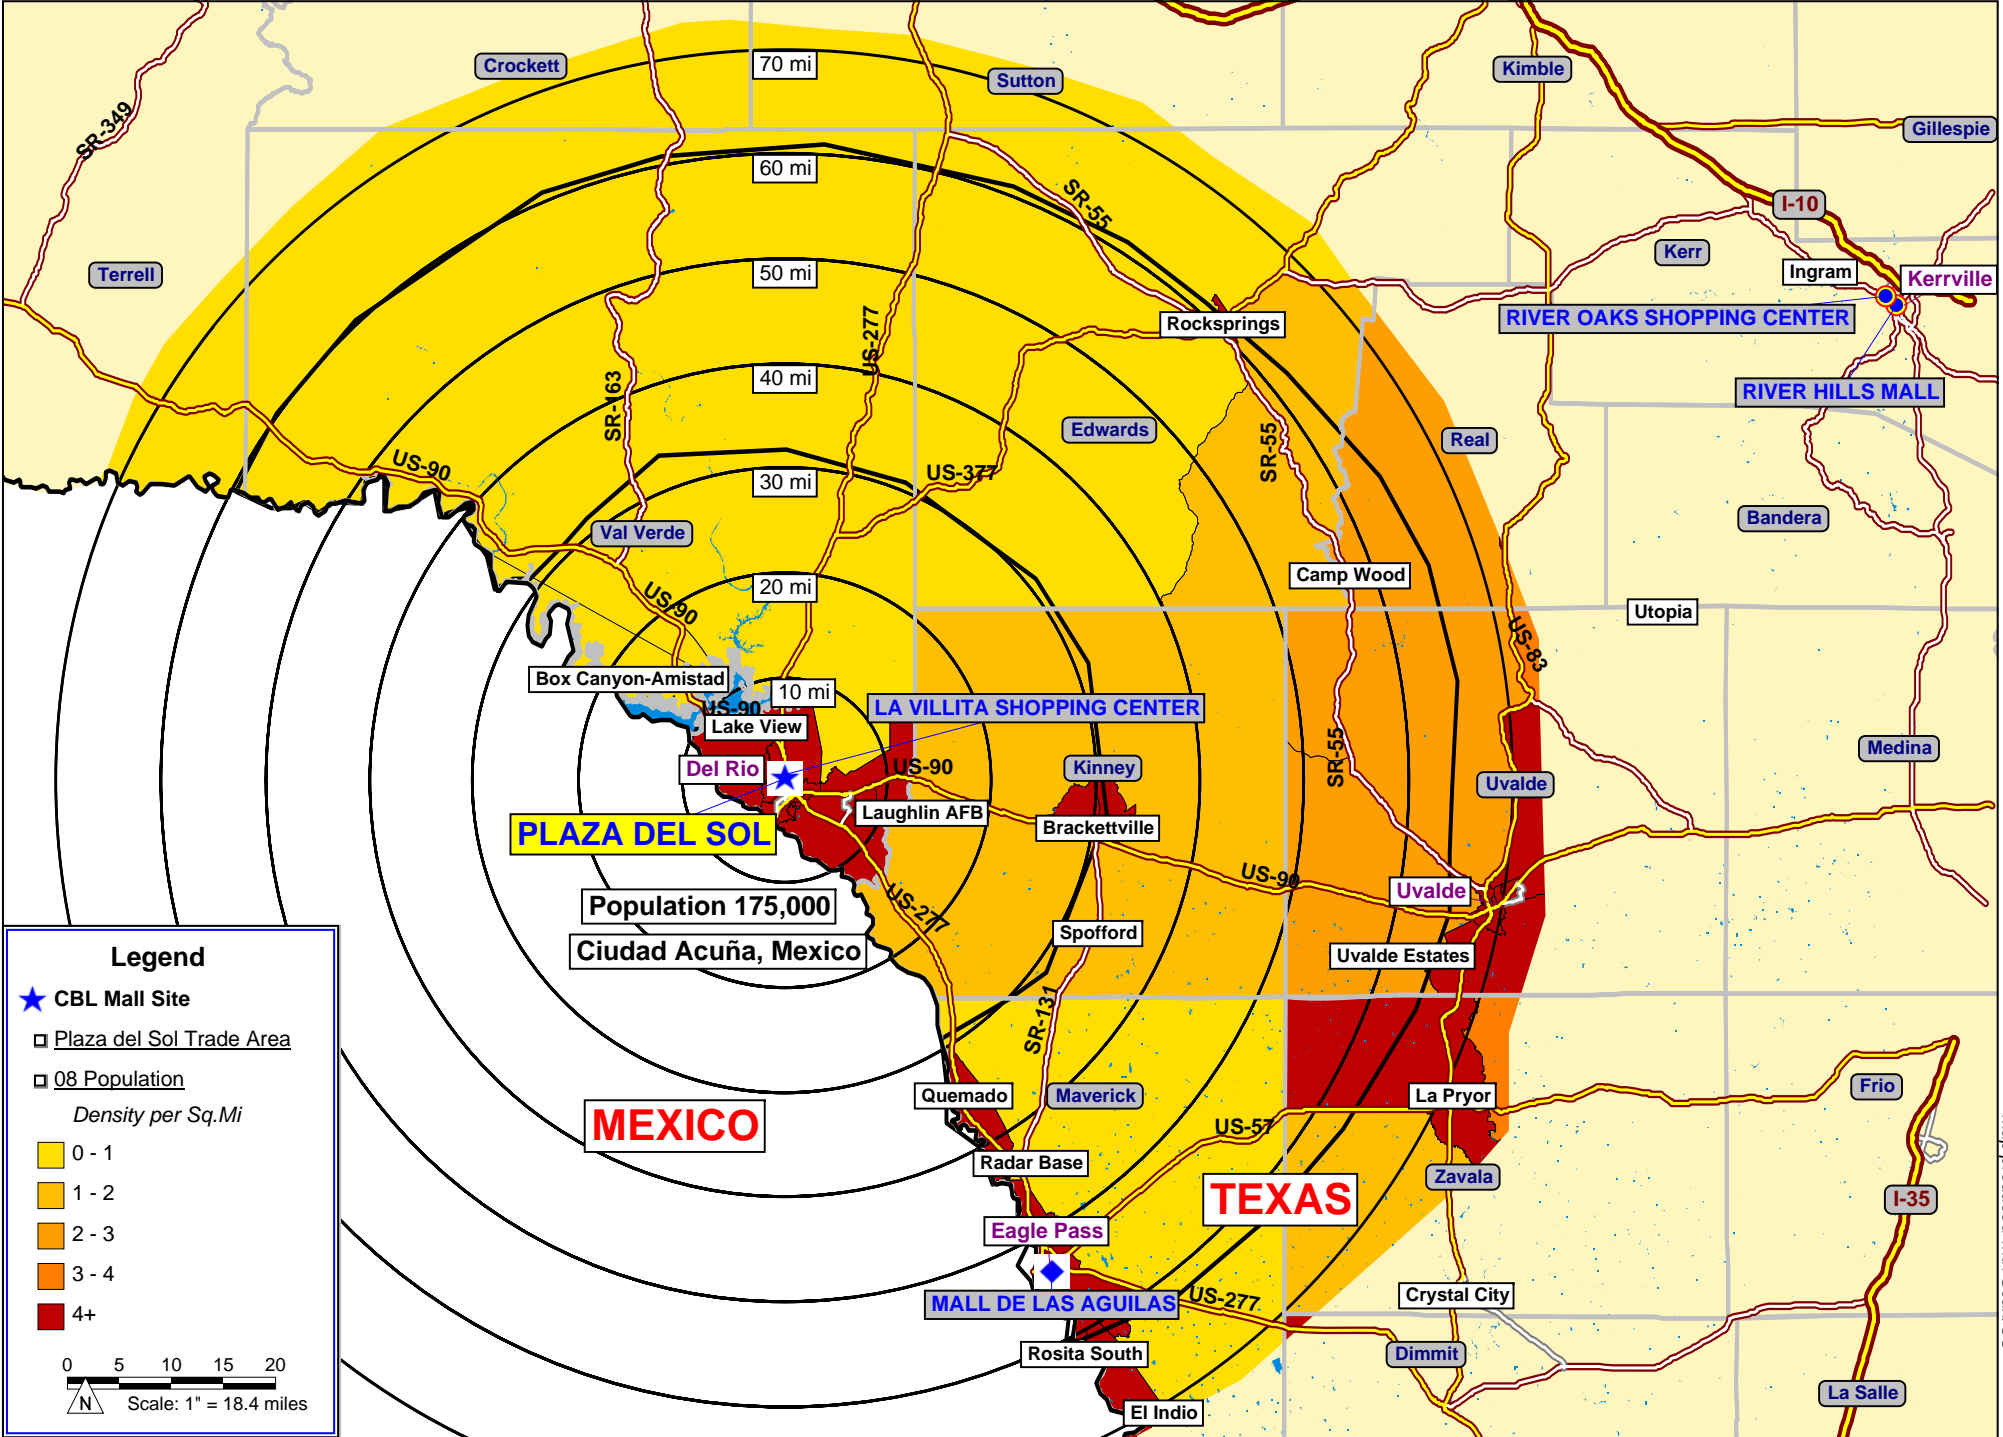 70 mi
Crockett
Sutton
Kimble
SR-349
Gillespie
60 mi
SR-55
I-10
Kerr
Terrell
50 mi
Ingram
Kerrville
RIVER OAKS SHOPPING CENTER
Rocksprings
US-277
40 mi
RIVER HILLS MALL
SR-163
Edwards
SR-55
Real
US-90
US-377
30 mi
Val Verde
Bandera
20 mi
US-90
Camp Wood
Utopia
US-83
Box Canyon-Amistad
10 mi
US-90
LA VILLITA SHOPPING CENTER
Lake View
Medina
Del Rio
US-90
Kinney
SR-55
Uvalde
Laughlin AFB
Brackettville
PLAZA DEL SOL
US-90
Uvalde
Population 175,000
US-277
Spofford
Ciudad Acuña, Mexico
Uvalde Estates
SR-131
Quemado
Maverick
La Pryor
Frio
MEXICO
US-57
Radar Base
Zavala
TEXAS
I-35
Eagle Pass
MALL DE LAS AGUILAS
US-277
Crystal City
Rosita South
Dimmit
La Salle
El Indio
Legend
CBL Mall Site
Plaza del Sol Trade Area
08 Population
Density per Sq.Mi
0 - 1
1 - 2
2 - 3
3 - 4
4+
0 5 10 15 20
N
Scale: 1" = 18.4 miles